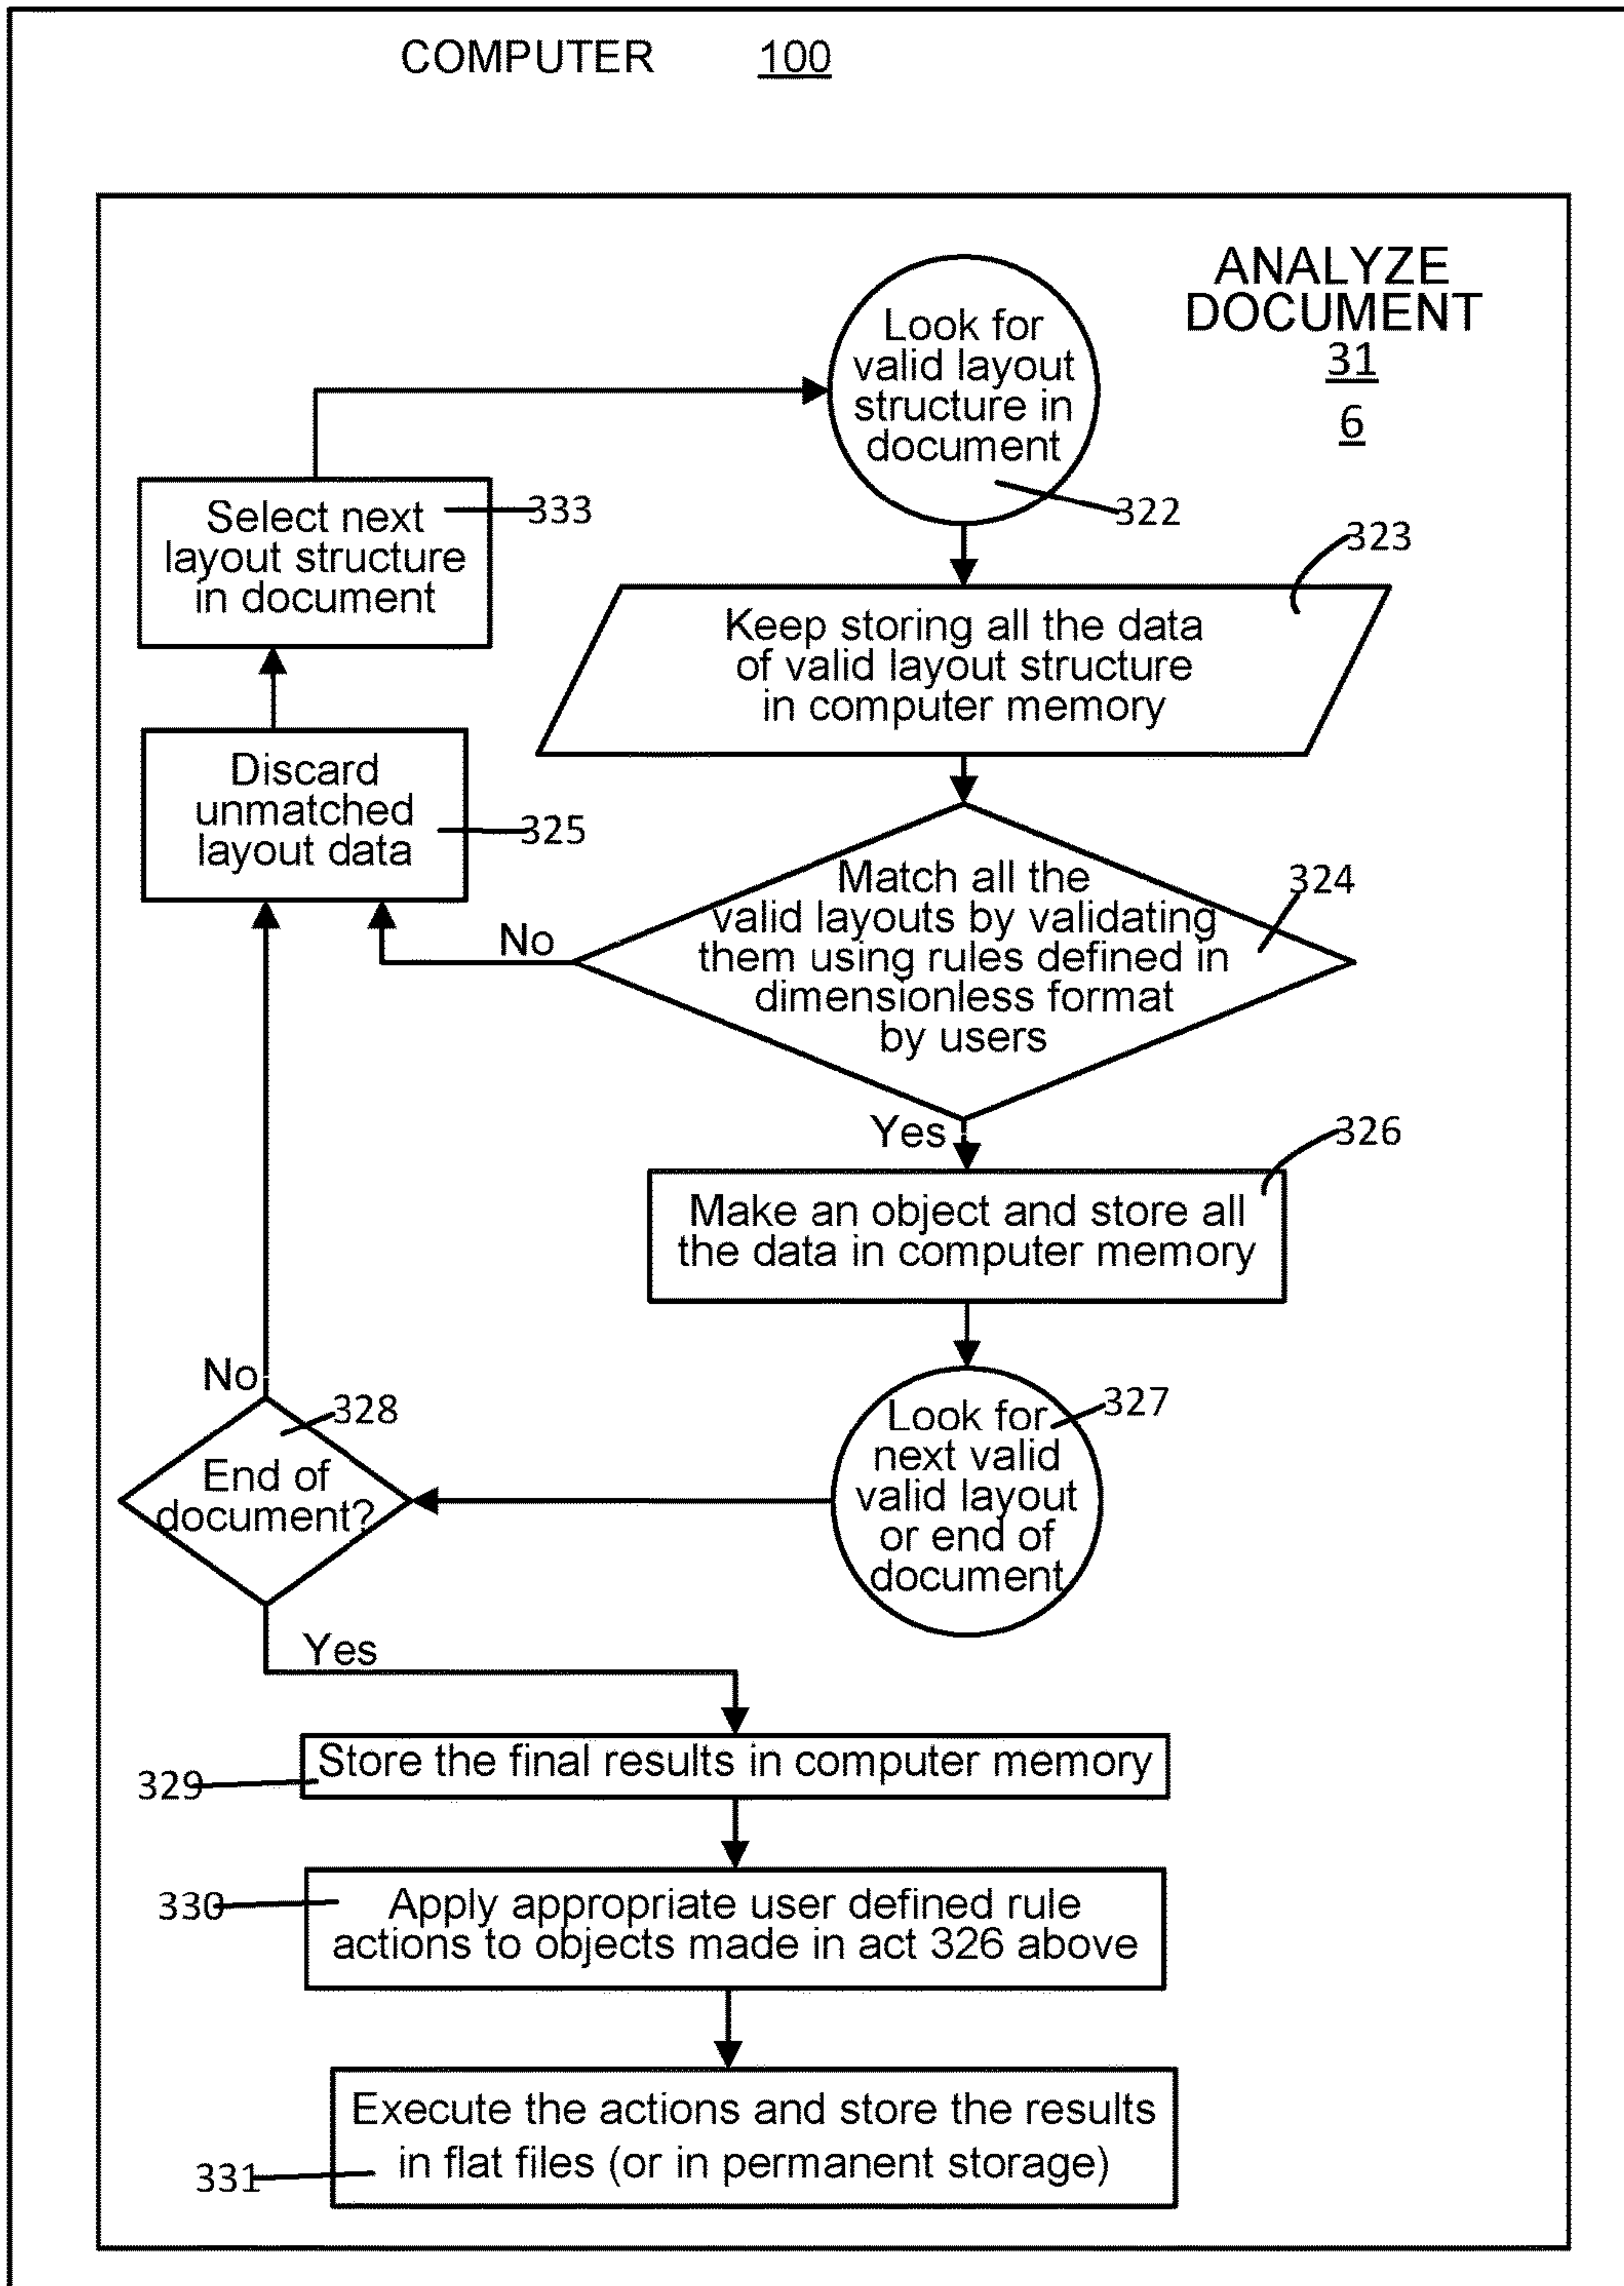 COMPUTER 100
ANALYZE
DOCUMENT
31
6
Look for
valid layout
structure in
document
322
Select next
layout structure
in document
333
323
Keep storing all the data
of valid layout structure
in computer memory
Discard
unmatched
layout data
325
324
Match all the
valid layouts by validating
them using rules defined in
dimensionless format
by users
No
Yes
326
Make an object and store all
the data in computer memory
No
328
End of
document?
327
Look for
next valid
valid layout
or end of
document
Yes
Store the final results in computer memory
329
330
Apply appropriate user defined rule
actions to objects made in act 326 above
Execute the actions and store the results
in flat files (or in permanent storage)
331